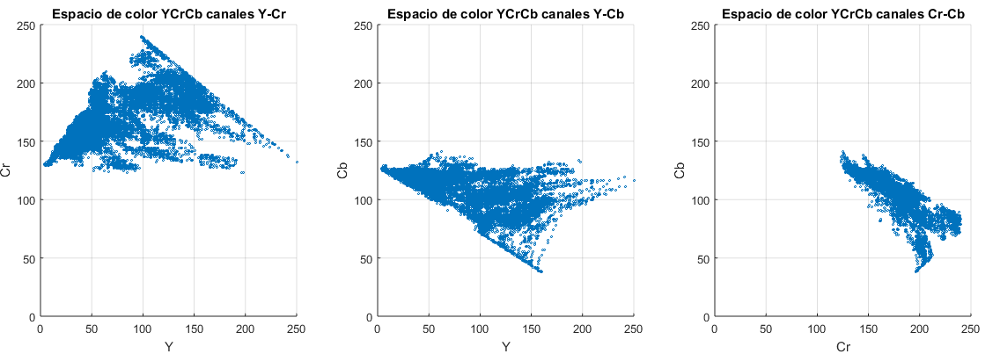 Espacio de color YCrCb canales Y-Cr
250
200
150
100
50
0
0 50 100 150 200 250
Cr
Y
Espacio de color YCrCb canales Y-Cb
250
200
150
100
50
0
0 50 100 150 200 250
Cb
Y
Espacio de color YCrCb canales Cr-Cb
250
200
150
100
50
0
0 50 100 150 200 250
Cb
Cr